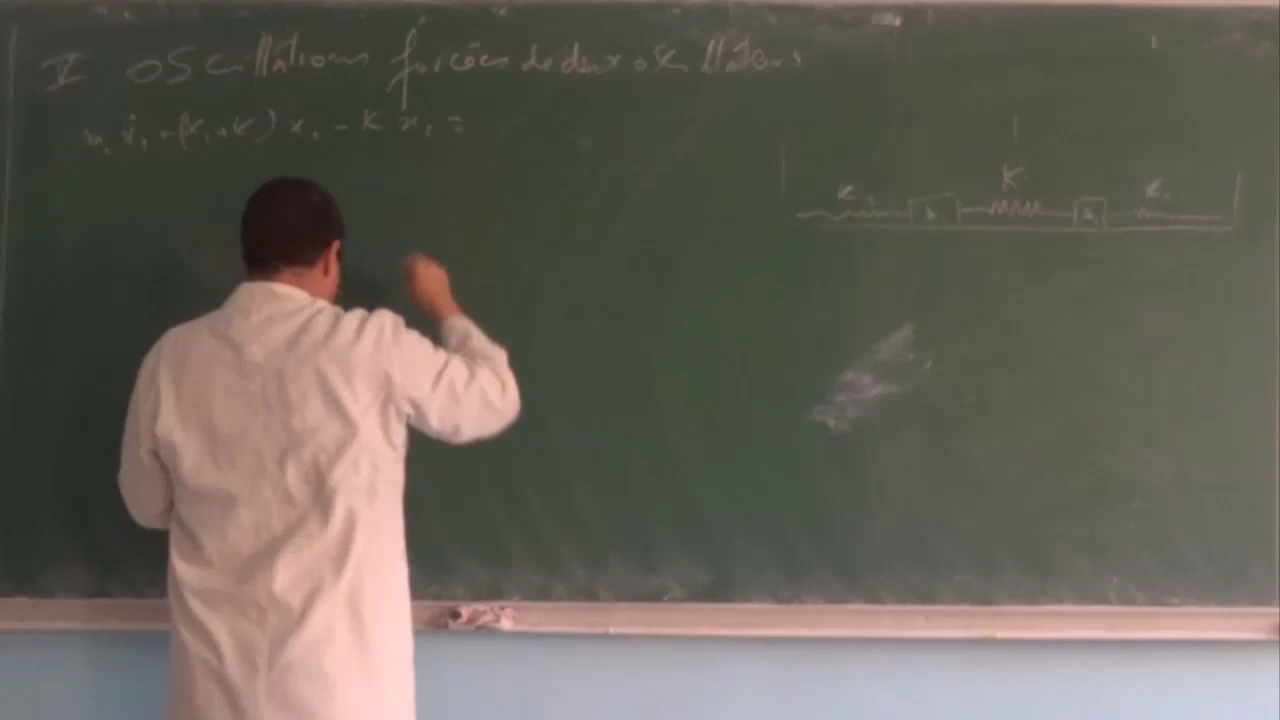 V oscillations forcées de deux oscillateurs
m₁ ẍ₁ + (K₁+K) x₁ - K x₂ =
K₁ K K₂